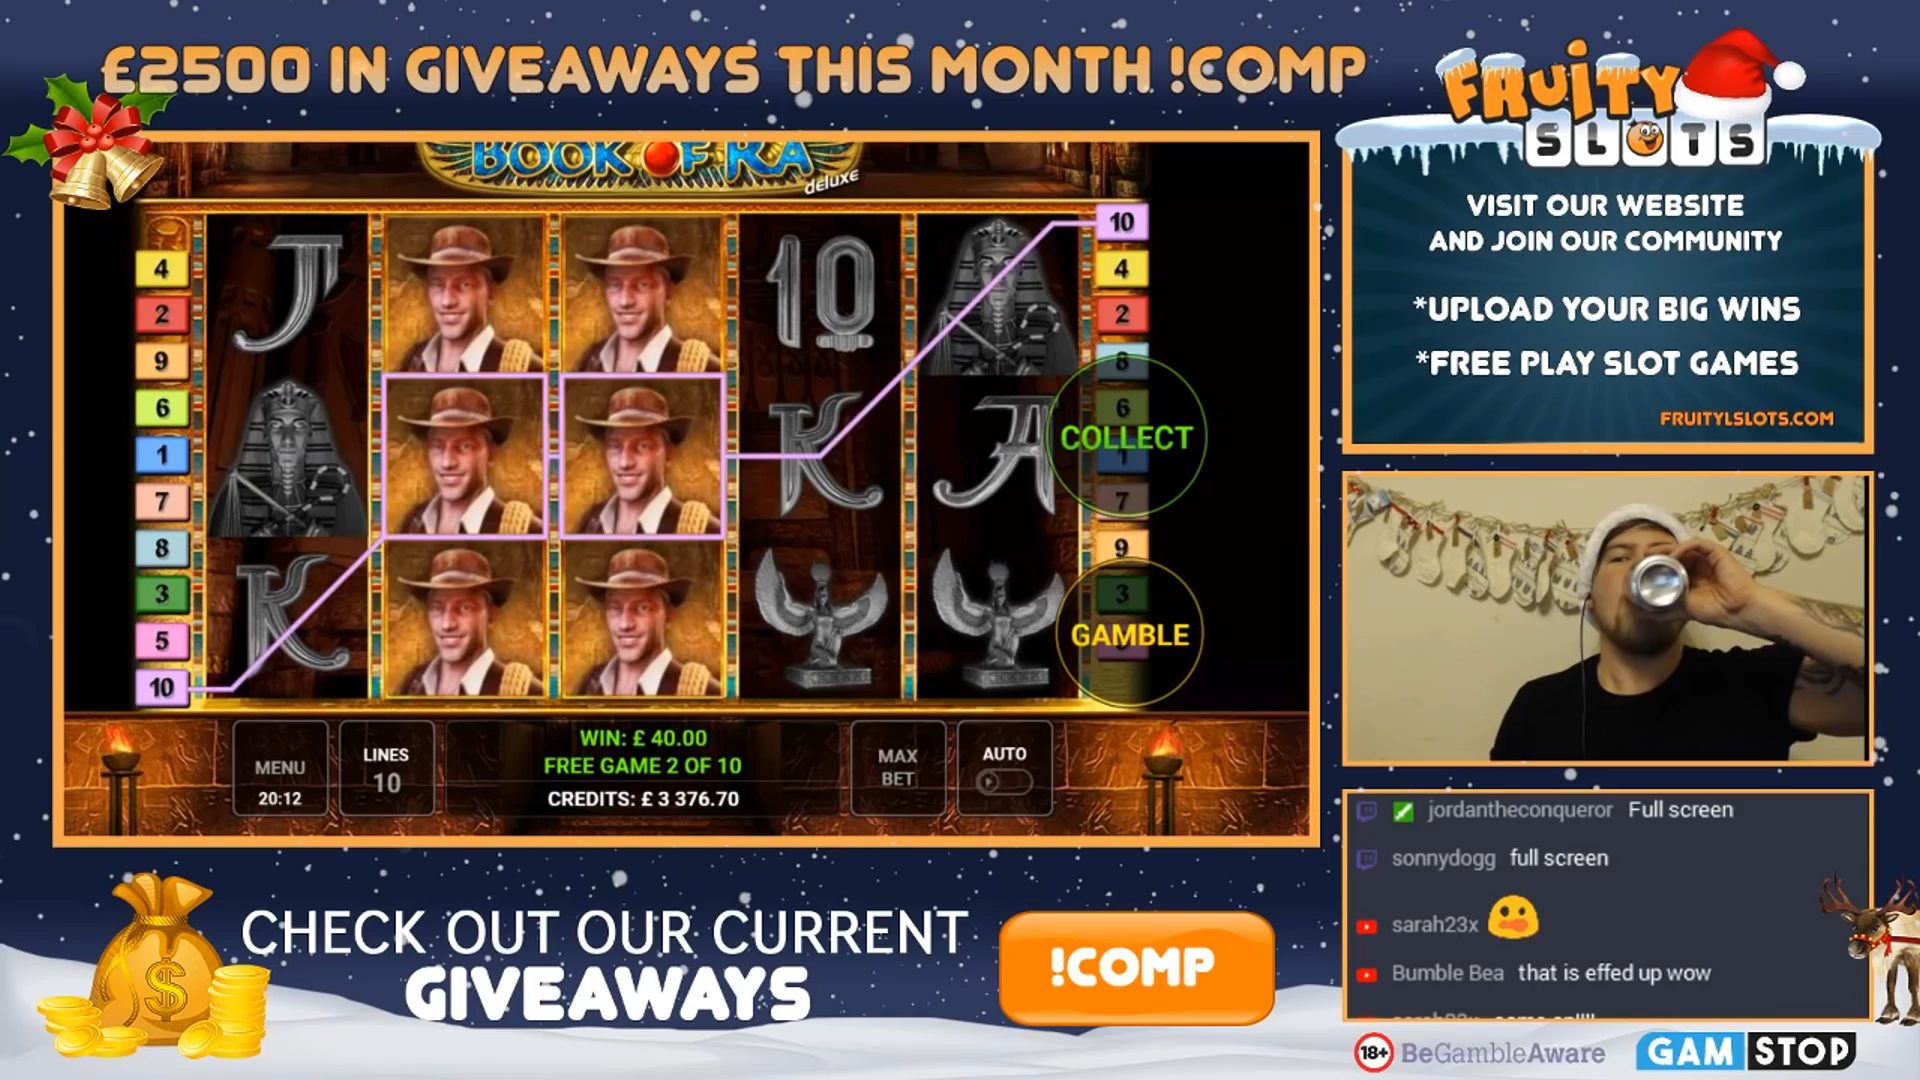 £2500 IN GIVEAWAYS THIS MONTH !COMP
FRUITY
SLOTS
VISIT OUR WEBSITE
AND JOIN OUR COMMUNITY
*UPLOAD YOUR BIG WINS
*FREE PLAY SLOT GAMES
FRUITYLSLOTS.COM
BOOK OF RA
deluxe
J
10
K
A
K
4
2
9
6
1
7
8
3
5
10
10
4
2
8
6
1
7
9
3
COLLECT
GAMBLE
MENU
20:12
LINES
10
WIN: £ 40.00
FREE GAME 2 OF 10
CREDITS: £ 3 376.70
MAX
BET
AUTO
jordantheconqueror Full screen
sonnydogg full screen
sarah23x
Bumble Bea that is effed up wow
CHECK OUT OUR CURRENT
GIVEAWAYS
!COMP
$
18+ BeGambleAware
GAMSTOP